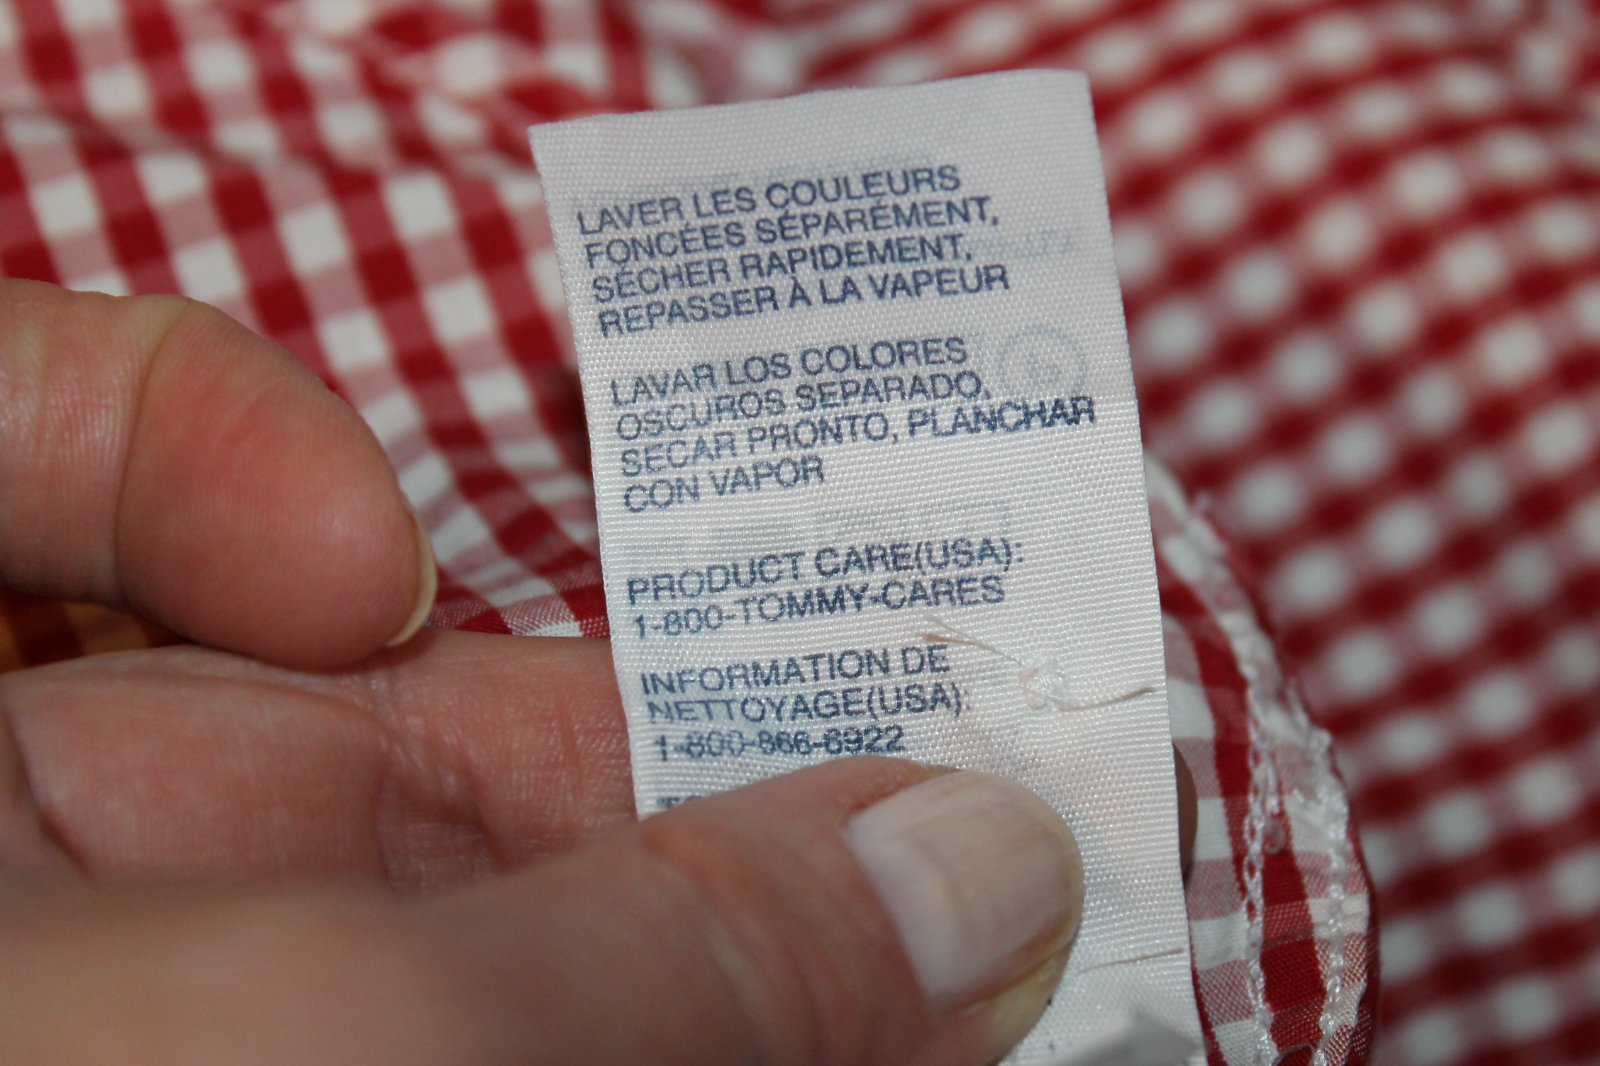 LAVER LES COULEURS
FONCÉES SÉPARÉMENT,
SÉCHER RAPIDEMENT,
REPASSER À LA VAPEUR
LAVAR LOS COLORES
OSCUROS SEPARADO,
SECAR PRONTO, PLANCHAR
CON VAPOR
PRODUCT CARE(USA):
1-800-TOMMY-CARES
INFORMATION DE
NETTOYAGE(USA):
1-800-866-6922